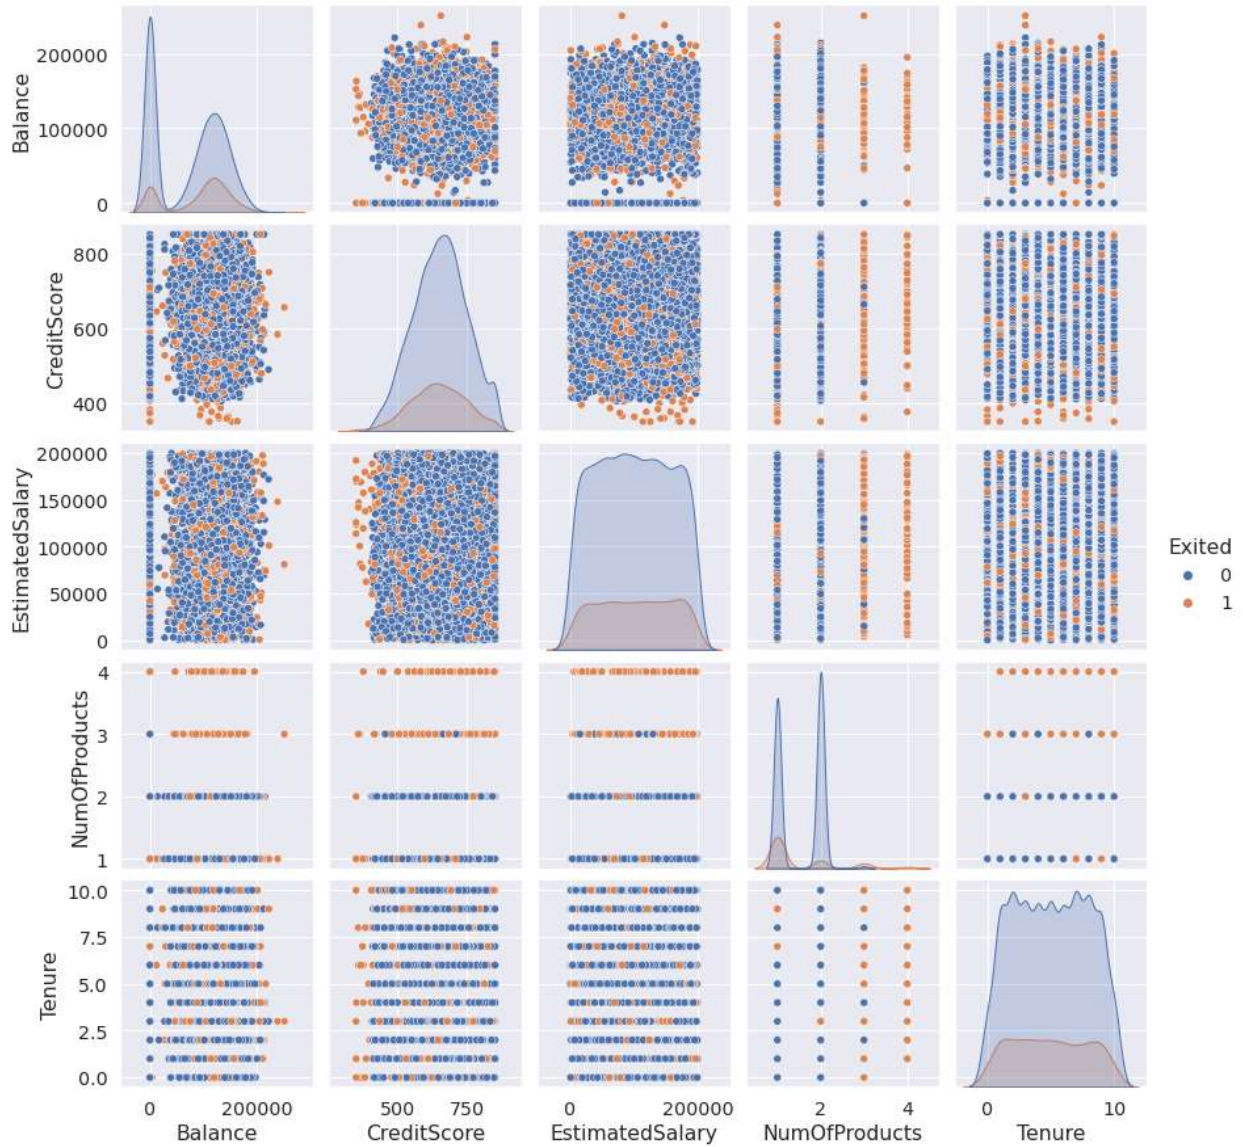 Balance
200000
100000
0
CreditScore
800
600
400
EstimatedSalary
200000
150000
100000
50000
0
Exited
0
1
NumOfProducts
4
3
2
1
Tenure
10.0
7.5
5.0
2.5
0.0
0 200000 500 750 0 200000 2 4 0 10
Balance CreditScore EstimatedSalary NumOfProducts Tenure